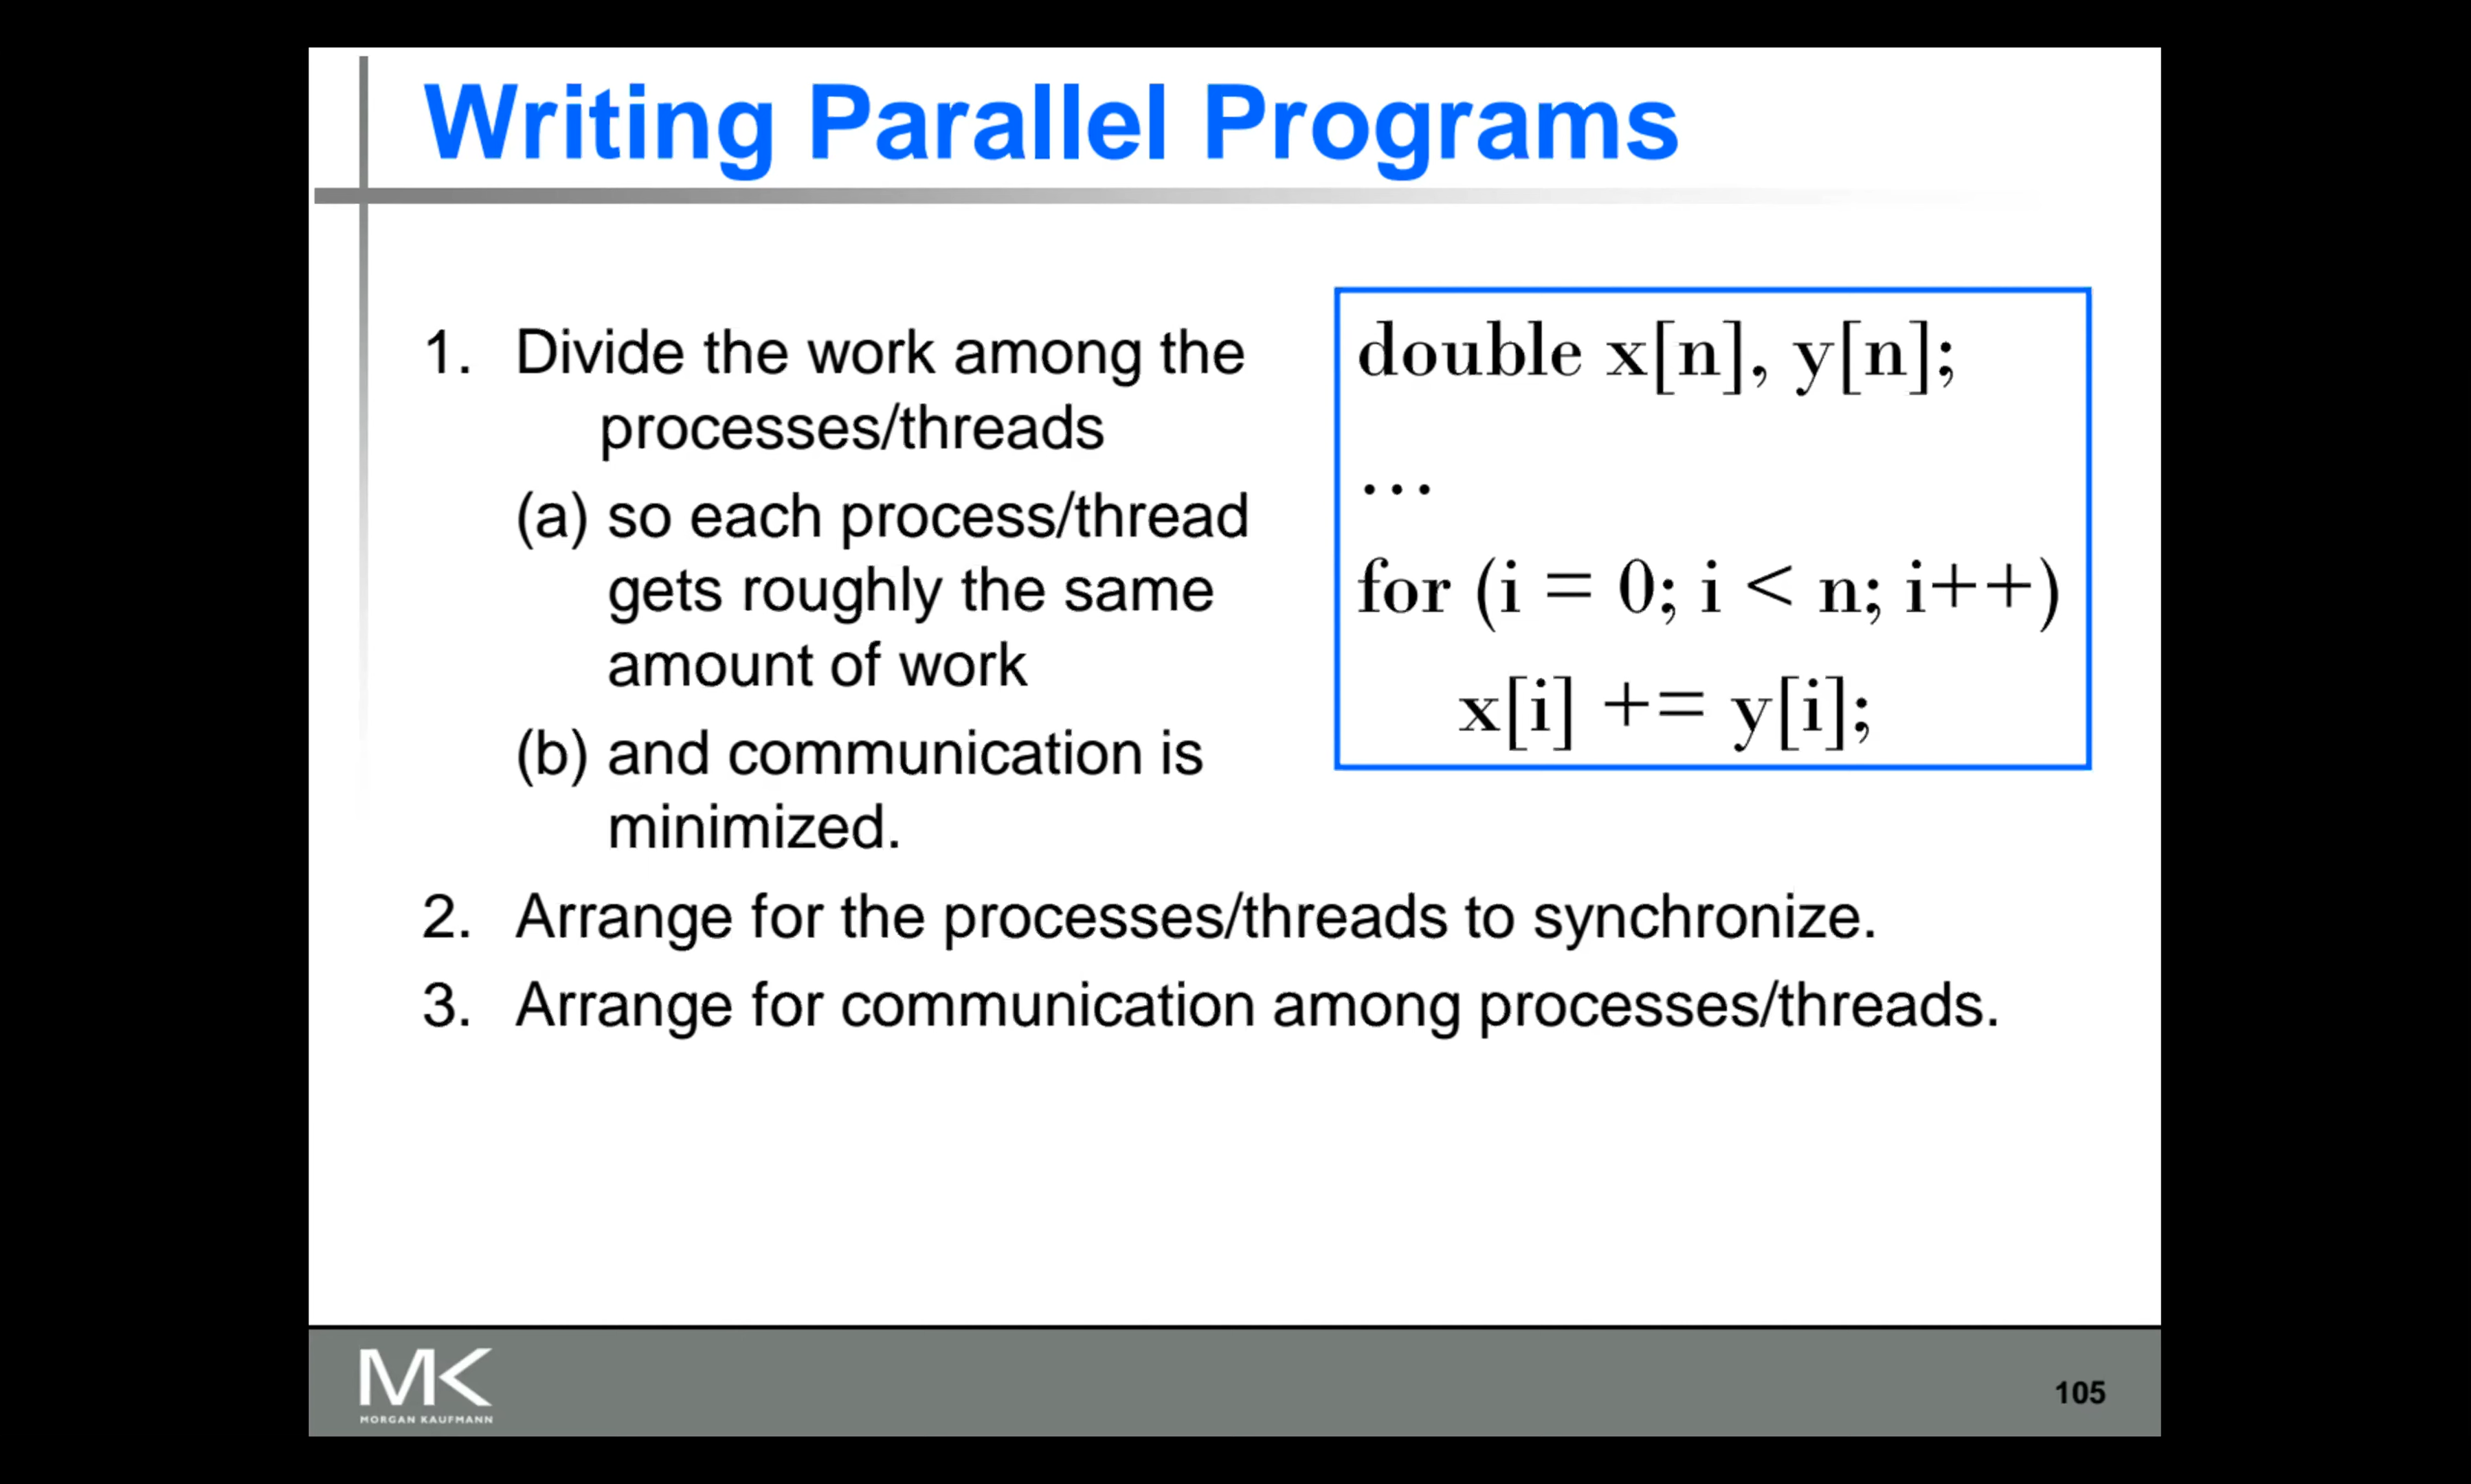 Writing Parallel Programs
1. Divide the work among the
processes/threads
(a) so each process/thread
gets roughly the same
amount of work
(b) and communication is
minimized.
2. Arrange for the processes/threads to synchronize.
3. Arrange for communication among processes/threads.
double x[n], y[n];
…
for (i = 0; i < n; i++)
x[i] += y[i];
MK
MORGAN KAUFMANN
105